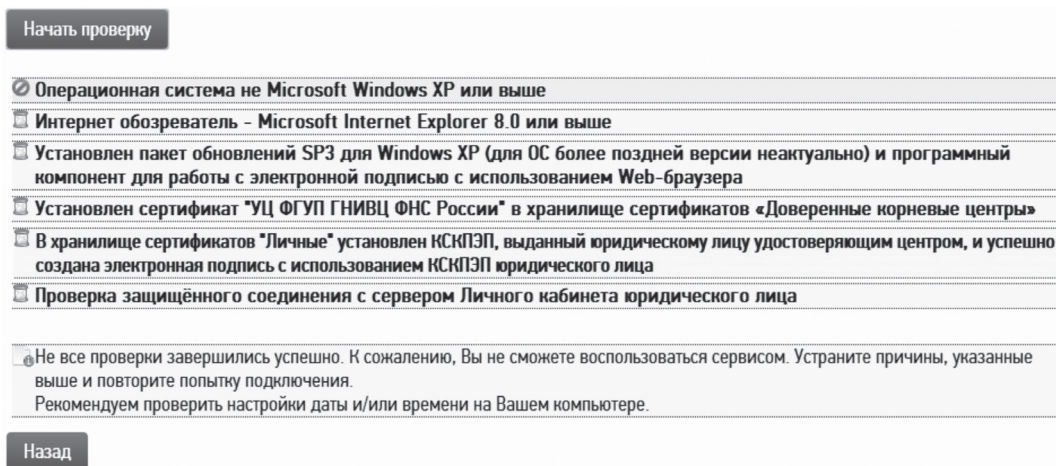 Начать проверку
Операционная система не Microsoft Windows XP или выше
Интернет обозреватель - Microsoft Internet Explorer 8.0 или выше
Установлен пакет обновлений SP3 для Windows XP (для ОС более поздней версии неактуально) и программный
компонент для работы с электронной подписью с использованием Web-браузера
Установлен сертификат "УЦ ФГУП ГНИВЦ ФНС России" в хранилище сертификатов «Доверенные корневые центры»
В хранилище сертификатов "Личные" установлен КСКПЭП, выданный юридическому лицу удостоверяющим центром, и успешно
создана электронная подпись с использованием КСКПЭП юридического лица
Проверка защищённого соединения с сервером Личного кабинета юридического лица
Не все проверки завершились успешно. К сожалению, Вы не сможете воспользоваться сервисом. Устраните причины, указанные
выше и повторите попытку подключения.
Рекомендуем проверить настройки даты и/или времени на Вашем компьютере.
Назад